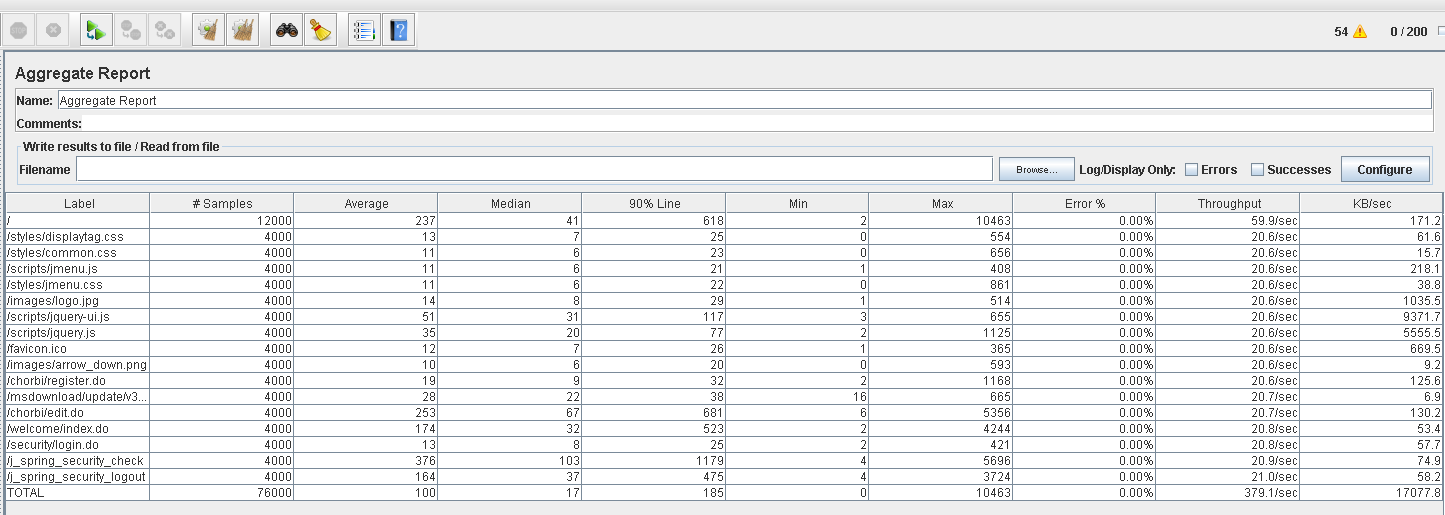 54 0 / 200
Aggregate Report
Name: Aggregate Report
Comments:
Write results to file / Read from file
Filename Browse... Log/Display Only: Errors Successes Configure
Label # Samples Average Median 90% Line Min Max Error % Throughput KB/sec
/ 12000 237 41 618 2 10463 0.00% 59.9/sec 171.2
/styles/displaytag.css 4000 13 7 25 0 554 0.00% 20.6/sec 61.6
/styles/common.css 4000 11 6 23 0 656 0.00% 20.6/sec 15.7
/scripts/jmenu.js 4000 11 6 21 1 408 0.00% 20.6/sec 218.1
/styles/jmenu.css 4000 11 6 22 0 861 0.00% 20.6/sec 38.8
/images/logo.jpg 4000 14 8 29 1 514 0.00% 20.6/sec 1035.5
/scripts/jquery-ui.js 4000 51 31 117 3 655 0.00% 20.6/sec 9371.7
/scripts/jquery.js 4000 35 20 77 2 1125 0.00% 20.6/sec 5555.5
/favicon.ico 4000 12 7 26 1 365 0.00% 20.6/sec 669.5
/images/arrow_down.png 4000 10 6 20 0 593 0.00% 20.6/sec 9.2
/chorbi/register.do 4000 19 9 32 2 1168 0.00% 20.6/sec 125.6
/msdownload/update/v3... 4000 28 22 38 16 665 0.00% 20.7/sec 6.9
/chorbi/edit.do 4000 253 67 681 6 5356 0.00% 20.7/sec 130.2
/welcome/index.do 4000 174 32 523 2 4244 0.00% 20.8/sec 53.4
/security/login.do 4000 13 8 25 2 421 0.00% 20.8/sec 57.7
/j_spring_security_check 4000 376 103 1179 4 5696 0.00% 20.9/sec 74.9
/j_spring_security_logout 4000 164 37 475 4 3724 0.00% 21.0/sec 58.2
TOTAL 76000 100 17 185 0 10463 0.00% 379.1/sec 17077.8